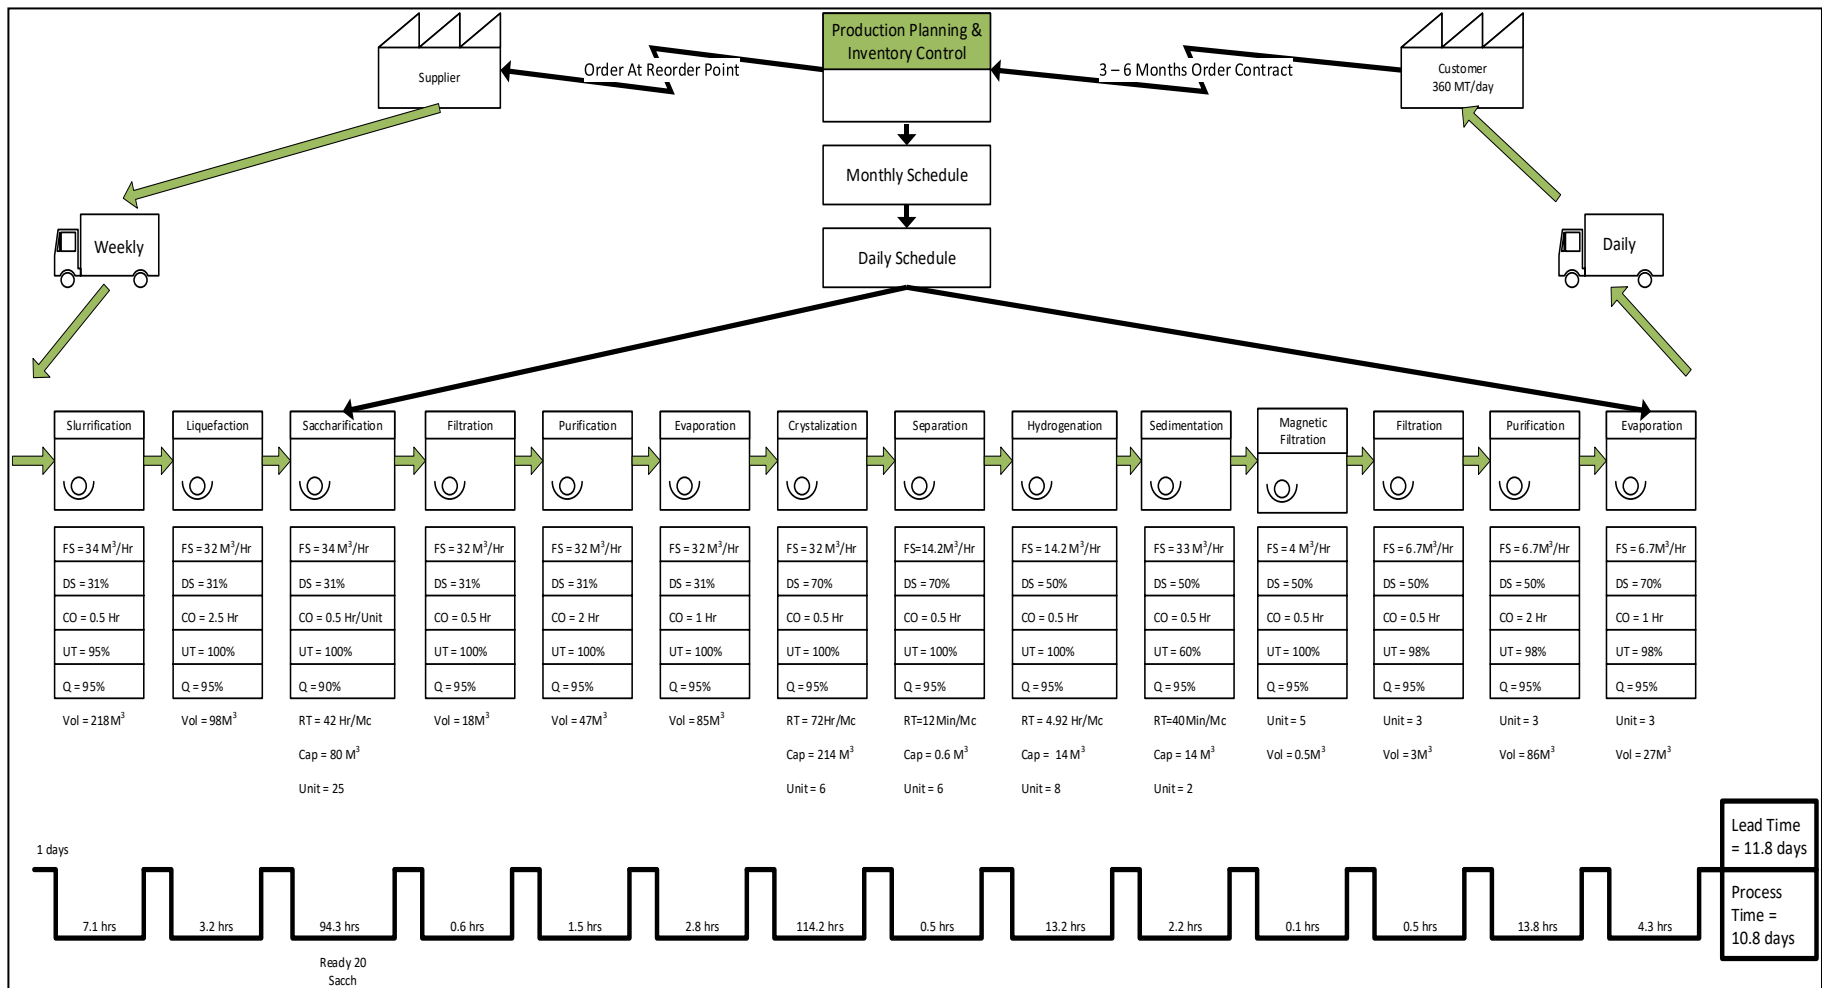 Production Planning &
Inventory Control
Supplier
Order At Reorder Point
3 – 6 Months Order Contract
Customer
360 MT/day
Monthly Schedule
Daily Schedule
Weekly
Daily
Slurrification
Liquefaction
Saccharification
Filtration
Purification
Evaporation
Crystalization
Separation
Hydrogenation
Sedimentation
Magnetic
Filtration
Filtration
Purification
Evaporation
FS = 34 M³/Hr
DS = 31%
CO = 0.5 Hr
UT = 95%
Q = 95%
Vol = 218M³
FS = 32 M³/Hr
DS = 31%
CO = 2.5 Hr
UT = 100%
Q = 95%
Vol = 98M³
FS = 34 M³/Hr
DS = 31%
CO = 0.5 Hr/Unit
UT = 100%
Q = 90%
RT = 42 Hr/Mc
Cap = 80 M³
Unit = 25
FS = 32 M³/Hr
DS = 31%
CO = 0.5 Hr
UT = 100%
Q = 95%
Vol = 18M³
FS = 32 M³/Hr
DS = 31%
CO = 2 Hr
UT = 100%
Q = 95%
Vol = 47M³
FS = 32 M³/Hr
DS = 31%
CO = 1 Hr
UT = 100%
Q = 95%
Vol = 85M³
FS = 32 M³/Hr
DS = 70%
CO = 0.5 Hr
UT = 100%
Q = 95%
RT = 72Hr/Mc
Cap = 214 M³
Unit = 6
FS=14.2M³/Hr
DS = 70%
CO = 0.5 Hr
UT = 100%
Q = 95%
RT=12Min/Mc
Cap = 0.6 M³
Unit = 6
FS = 14.2M³/Hr
DS = 50%
CO = 0.5 Hr
UT = 100%
Q = 95%
RT = 4.92 Hr/Mc
Cap = 14M³
Unit = 8
FS = 33 M³/Hr
DS = 50%
CO = 0.5 Hr
UT = 60%
Q = 95%
RT=40Min/Mc
Cap = 14 M³
Unit = 2
FS = 4 M³/Hr
DS = 50%
CO = 0.5 Hr
UT = 100%
Q = 95%
Unit = 5
Vol = 0.5M³
FS = 6.7M³/Hr
DS = 50%
CO = 0.5 Hr
UT = 98%
Q = 95%
Unit = 3
Vol = 3M³
FS = 6.7M³/Hr
DS = 50%
CO = 2 Hr
UT = 98%
Q = 95%
Unit = 3
Vol = 86M³
FS = 6.7M³/Hr
DS = 70%
CO = 1 Hr
UT = 98%
Q = 95%
Unit = 3
Vol = 27M³
1 days
7.1 hrs
3.2 hrs
94.3 hrs
0.6 hrs
1.5 hrs
2.8 hrs
114.2 hrs
0.5 hrs
13.2 hrs
2.2 hrs
0.1 hrs
0.5 hrs
13.8 hrs
4.3 hrs
Ready 20
Sacch
Lead Time
= 11.8 days
Process
Time =
10.8 days